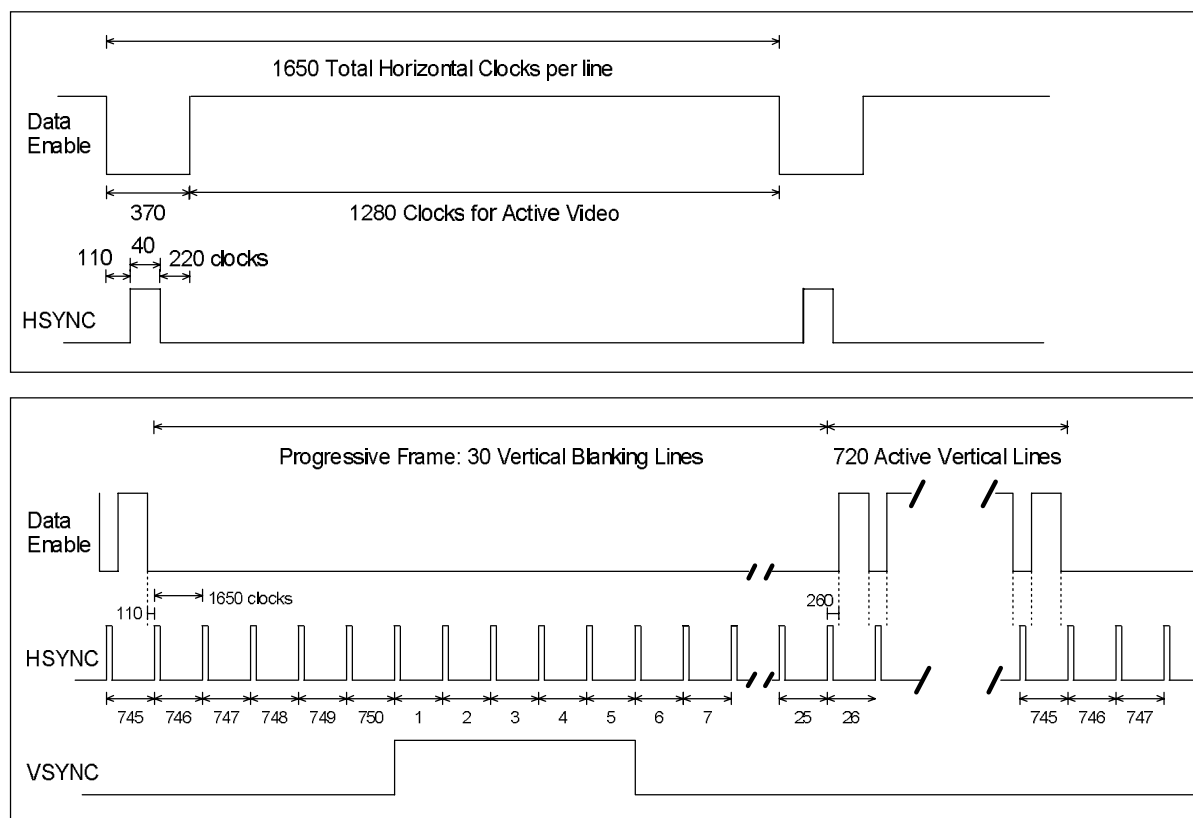 1650 Total Horizontal Clocks per line
Data
Enable
370
1280 Clocks for Active Video
40
110
220 clocks
HSYNC
Progressive Frame: 30 Vertical Blanking Lines
720 Active Vertical Lines
Data
Enable
110
1650 clocks
260
HSYNC
745 746 747 748 749 750 1 2 3 4 5 6 7 25 26 745 746 747
VSYNC